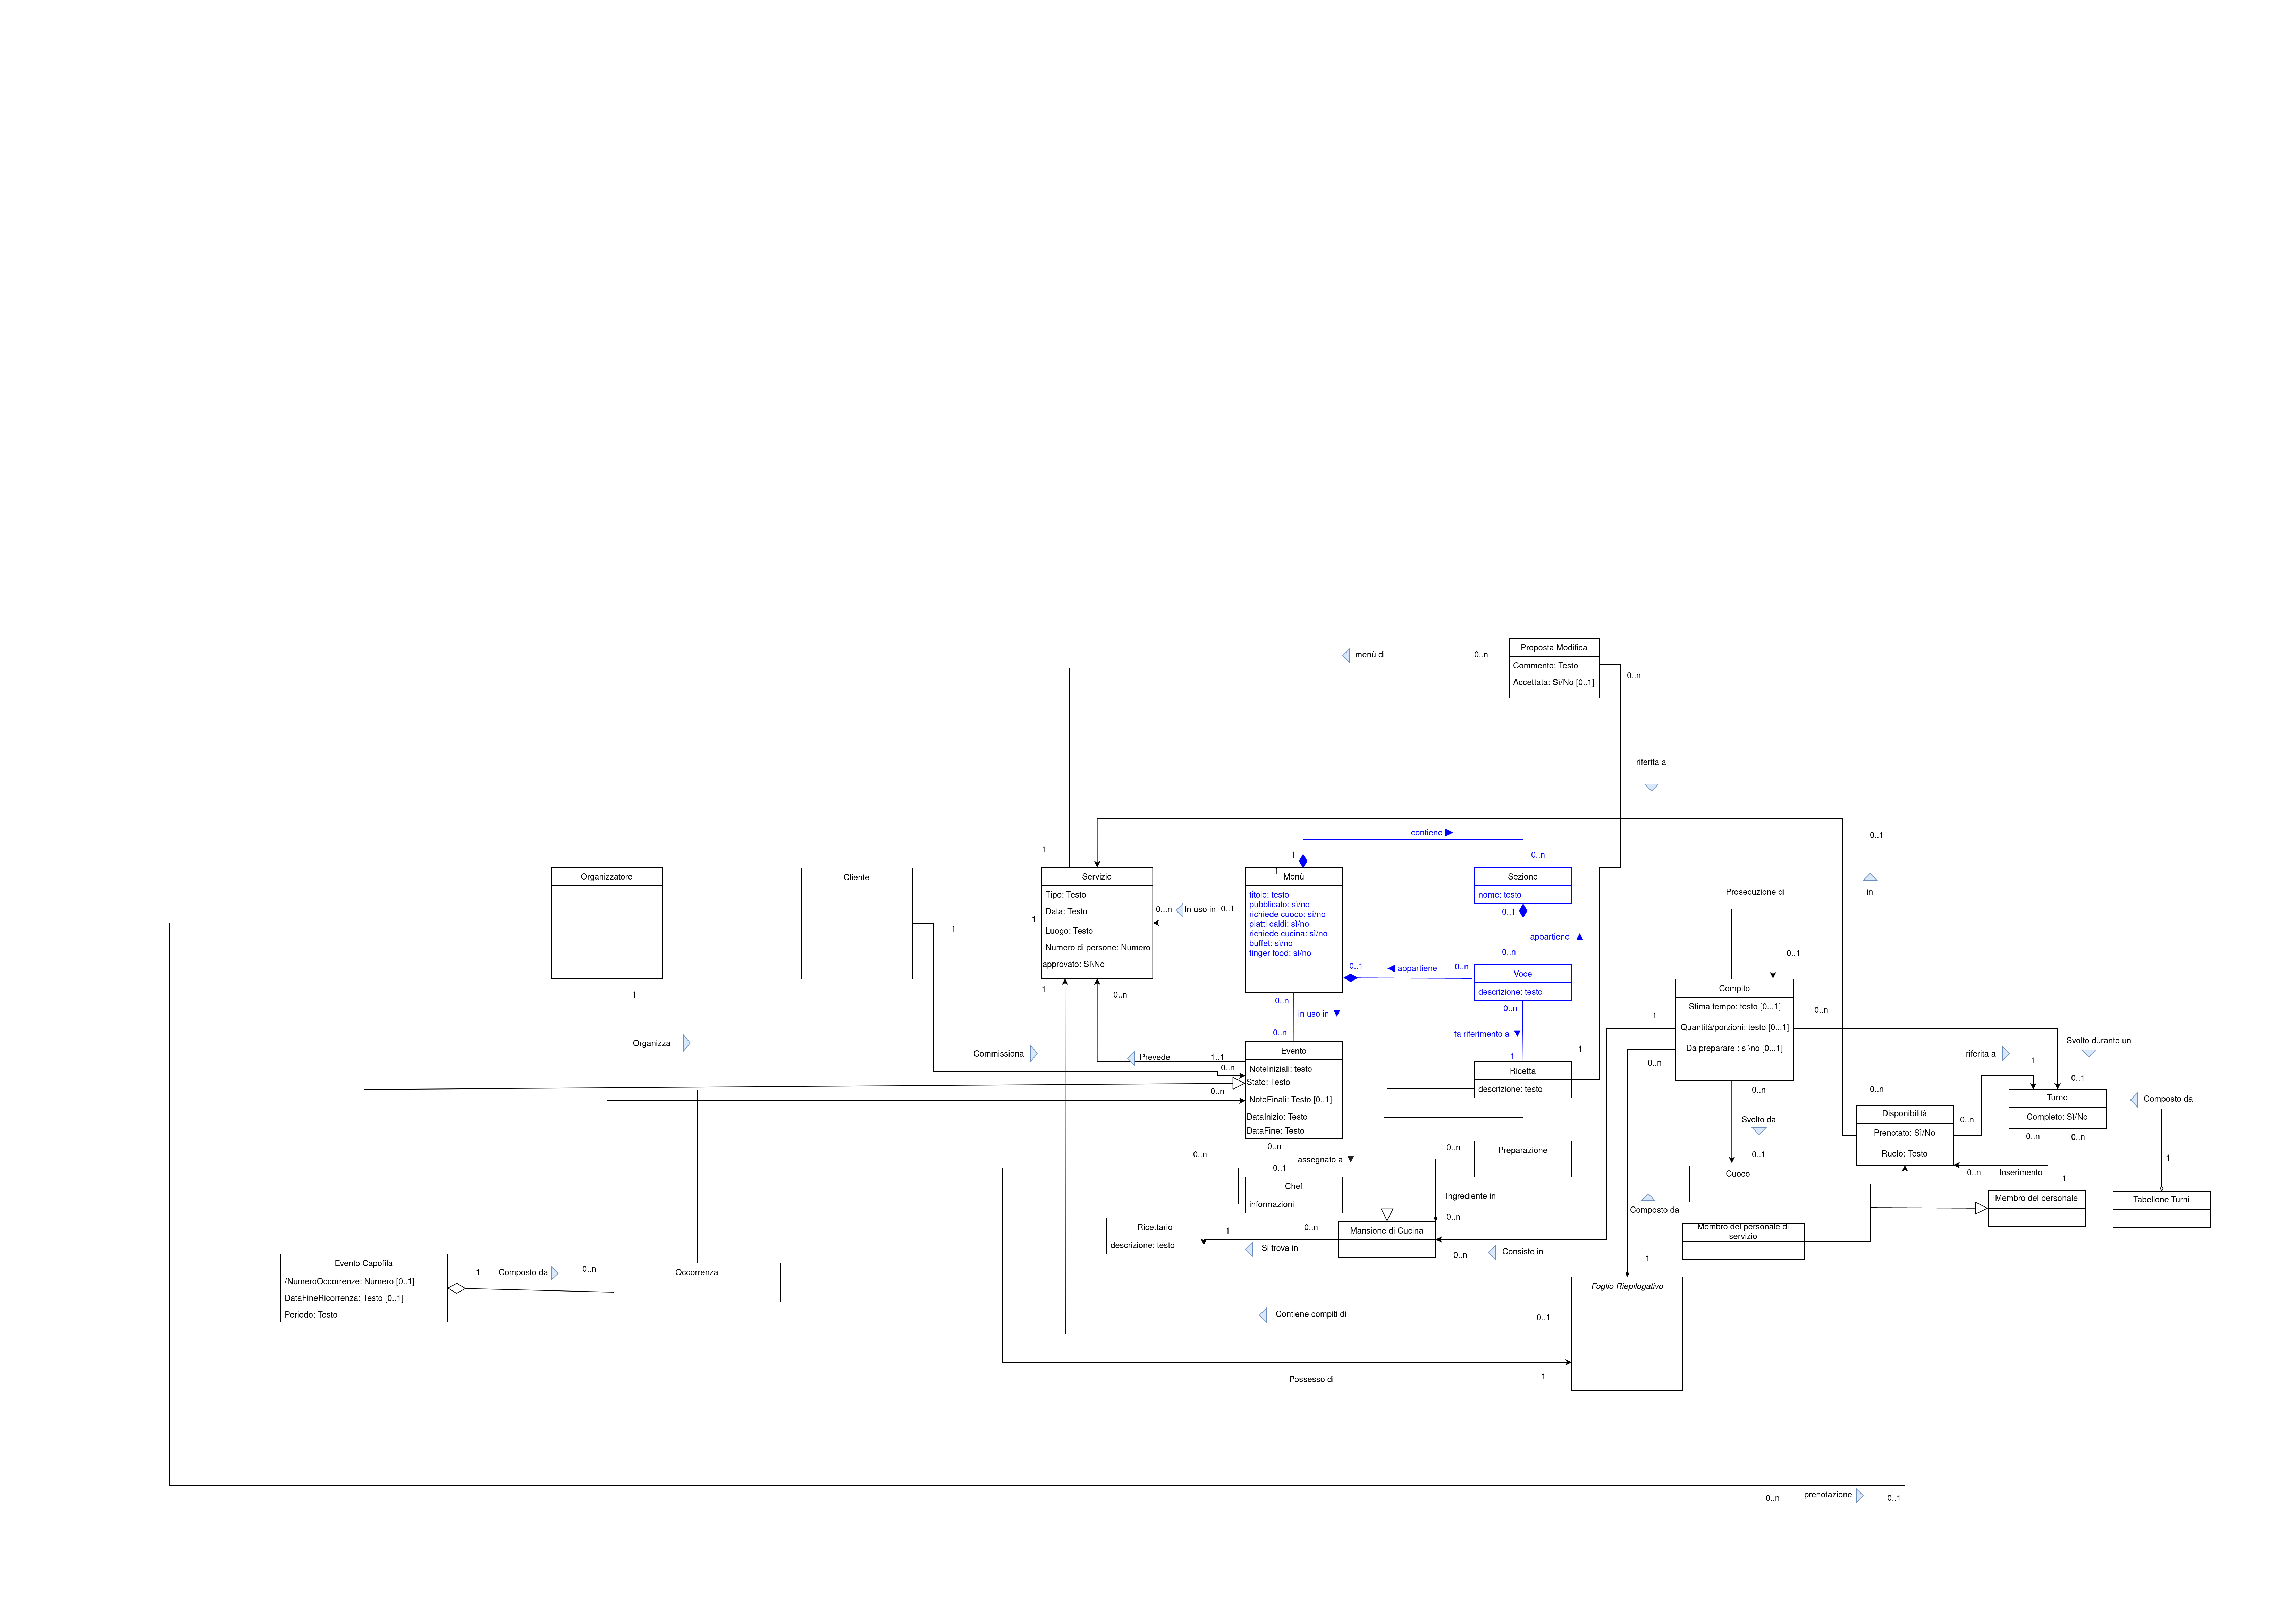 Proposta Modifica
Commento: Testo
Accettata: Sì/No [0..1]
menù di
0..n
0..n
riferita a
1
contiene
1
0..n
0..1
Organizzatore
Cliente
Servizio
Tipo: Testo
Data: Testo
Luogo: Testo
Numero di persone: Numero
approvato: Sì\No
1
1
0...n
In uso in
0..1
1
Menù
titolo: testo
pubblicato: sì/no
richiede cuoco: sì/no
piatti caldi: sì/no
richiede cucina: sì/no
buffet: sì/no
finger food: sì/no
Sezione
nome: testo
0..1
appartiene
0..n
0..1
appartiene
0..n
Voce
descrizione: testo
Prosecuzione di
in
0..1
1
Organizza
1
Commissiona
0..n
Prevede
1..1
0..n
0..n
0..n
in uso in
0..n
0..n
fa riferimento a
1
1
Compito
Stima tempo: testo [0...1]
Quantità/porzioni: testo [0...1]
Da preparare : sì\no [0...1]
1
0..n
0..n
Svolto durante un
riferita a
1
0..1
Evento
NoteIniziali: testo
Stato: Testo
NoteFinali: Testo [0..1]
DataInizio: Testo
DataFine: Testo
Ricetta
descrizione: testo
0..n
Svolto da
0..1
0..n
Disponibilità
Prenotato: Sì/No
Ruolo: Testo
0..n
Turno
Completo: Sì/No
0..n
0..n
Composto da
1
0..n
assegnato a
0..1
0..n
Chef
informazioni
Preparazione
0..n
Ingrediente in
0..n
Cuoco
0..n
Inserimento
1
Membro del personale
Tabellone Turni
Composto da
Membro del personale di
servizio
Ricettario
descrizione: testo
1
Si trova in
0..n
Mansione di Cucina
0..n
Consiste in
1
Evento Capofila
/NumeroOccorrenze: Numero [0..1]
DataFineRicorrenza: Testo [0..1]
Periodo: Testo
1
Composto da
0..n
Occorrenza
Foglio Riepilogativo
Contiene compiti di
0..1
Possesso di
1
0..n
prenotazione
0..1